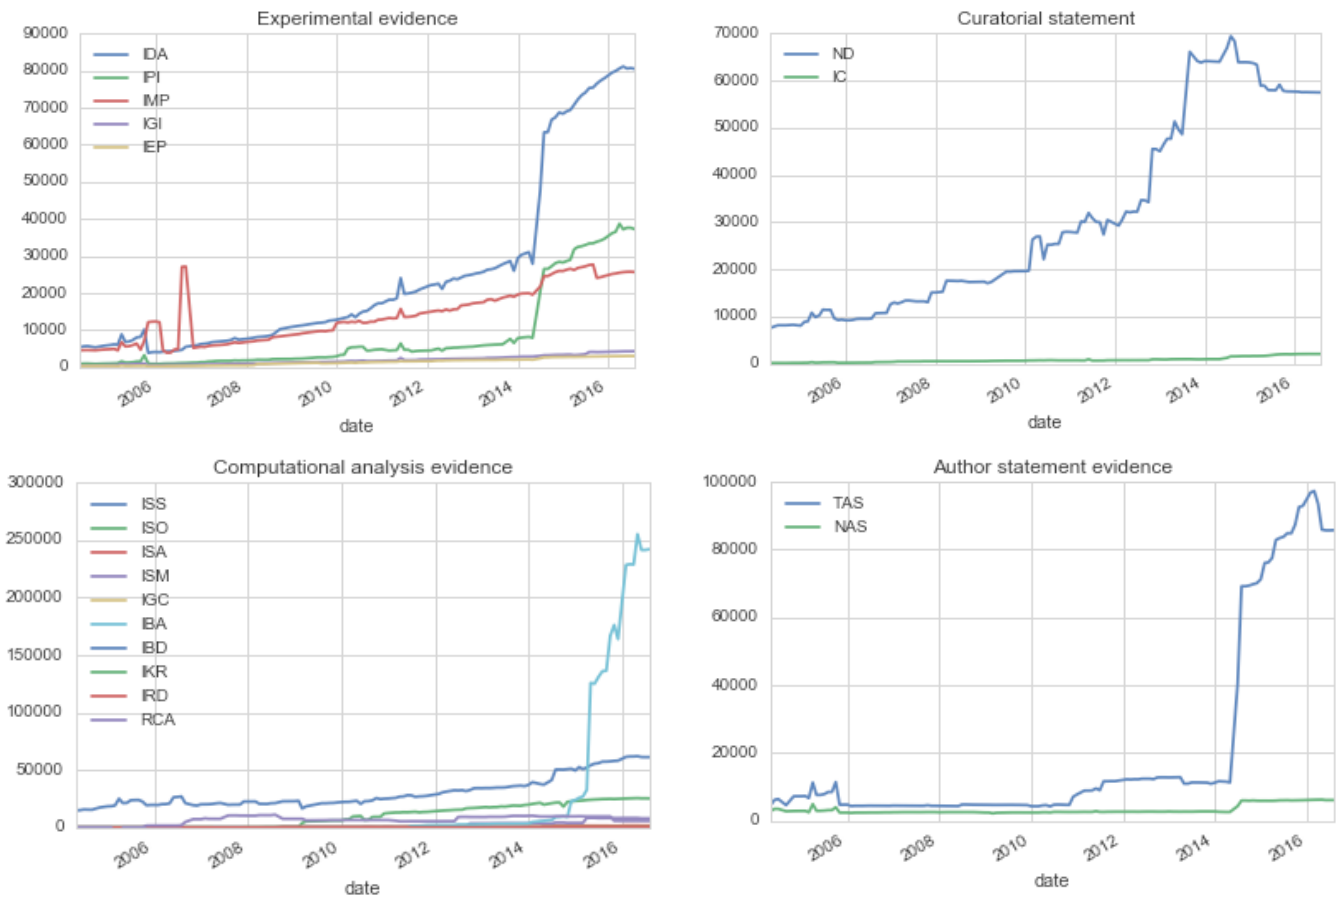 Experimental evidence
90000
80000
70000
60000
50000
40000
30000
20000
10000
0
IDA
IPI
IMP
IGI
IEP
2006
2008
2010
2012
2014
2016
date
Curatorial statement
70000
60000
50000
40000
30000
20000
10000
0
ND
IC
2006
2008
2010
2012
2014
2016
date
Computational analysis evidence
300000
250000
200000
150000
100000
50000
0
ISS
ISO
ISA
ISM
IGC
IBA
IBD
IKR
IRD
RCA
2006
2008
2010
2012
2014
2016
date
Author statement evidence
100000
80000
60000
40000
20000
0
TAS
NAS
2006
2008
2010
2012
2014
2016
date